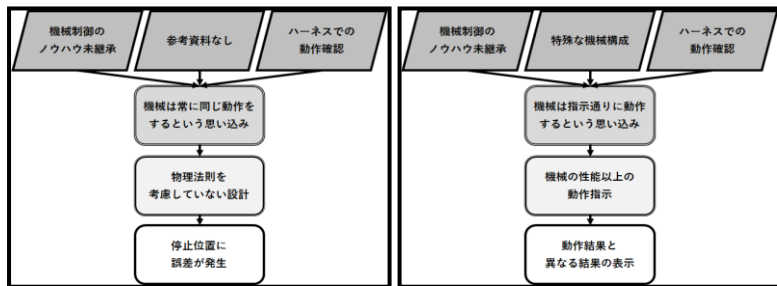 機械制御の
ノウハウ未継承
参考資料なし
ハーネスでの
動作確認
機械は常に同じ動作を
するという思い込み
物理法則を
考慮していない設計
停止位置に
誤差が発生
機械制御の
ノウハウ未継承
特殊な機械構成
ハーネスでの
動作確認
機械は指示通りに動作
するという思い込み
機械の性能以上の
動作指示
動作結果と
異なる結果の表示